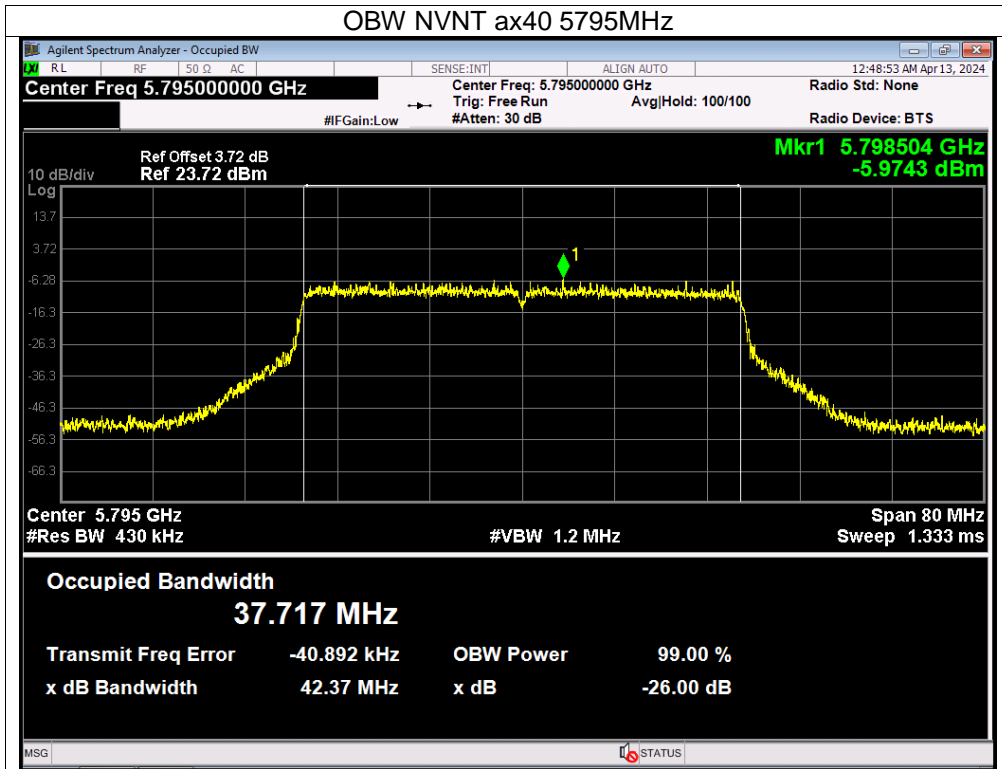 OBW NVNT ax40 5795MHz
Agilent Spectrum Analyzer - Occupied BW
LXI RL RF 50 Ω AC SENSE:INT ALIGN AUTO 12:48:53 AM Apr 13, 2024
Center Freq 5.795000000 GHz Center Freq: 5.795000000 GHz Radio Std: None
Trig: Free Run Avg|Hold: 100/100
#IFGain:Low #Atten: 30 dB Radio Device: BTS
Mkr1 5.798504 GHz
-5.9743 dBm
Ref Offset 3.72 dB
10 dB/div Ref 23.72 dBm
Log
13.7
3.72
1
-6.28
-16.3
-26.3
-36.3
-46.3
-56.3
-66.3
Center 5.795 GHz Span 80 MHz
#Res BW 430 kHz #VBW 1.2 MHz Sweep 1.333 ms
Occupied Bandwidth
37.717 MHz
Transmit Freq Error -40.892 kHz OBW Power 99.00 %
x dB Bandwidth 42.37 MHz x dB -26.00 dB
MSG STATUS